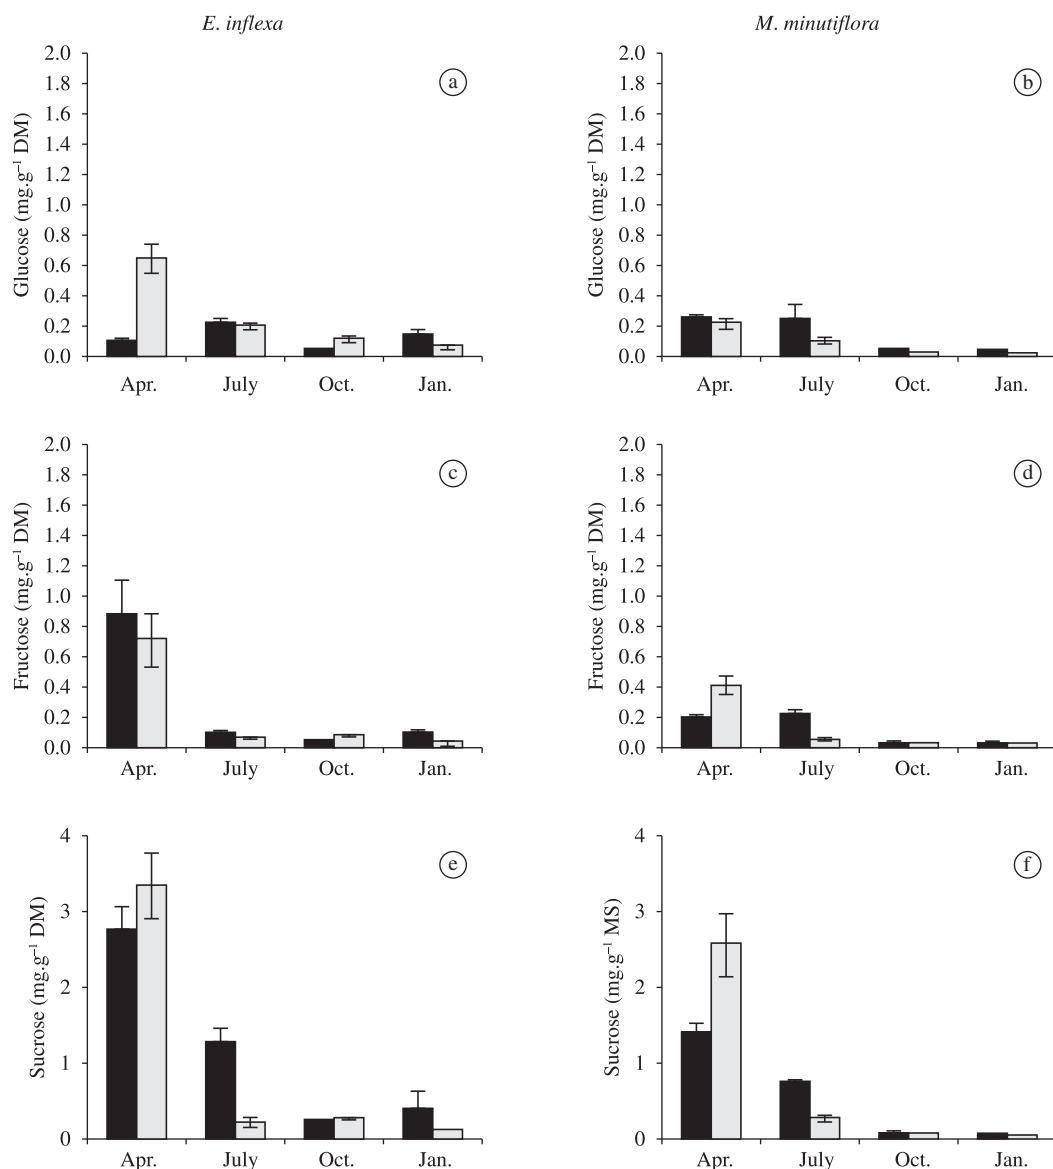 E. inflexa
M. minutiflora
2.0
1.8
1.6
1.4
1.2
1.0
0.8
0.6
0.4
0.2
0.0
Glucose (mg.g⁻¹ DM)
a
Apr. July Oct. Jan.
2.0
1.8
1.6
1.4
1.2
1.0
0.8
0.6
0.4
0.2
0.0
Glucose (mg.g⁻¹ DM)
b
Apr. July Oct. Jan.
2.0
1.8
1.6
1.4
1.2
1.0
0.8
0.6
0.4
0.2
0.0
Fructose (mg.g⁻¹ DM)
c
Apr. July Oct. Jan.
2.0
1.8
1.6
1.4
1.2
1.0
0.8
0.6
0.4
0.2
0.0
Fructose (mg.g⁻¹ DM)
d
Apr. July Oct. Jan.
4
3
2
1
0
Sucrose (mg.g⁻¹ DM)
e
Apr. July Oct. Jan.
4
3
2
1
0
Sucrose (mg.g⁻¹ MS)
f
Apr. July Oct. Jan.